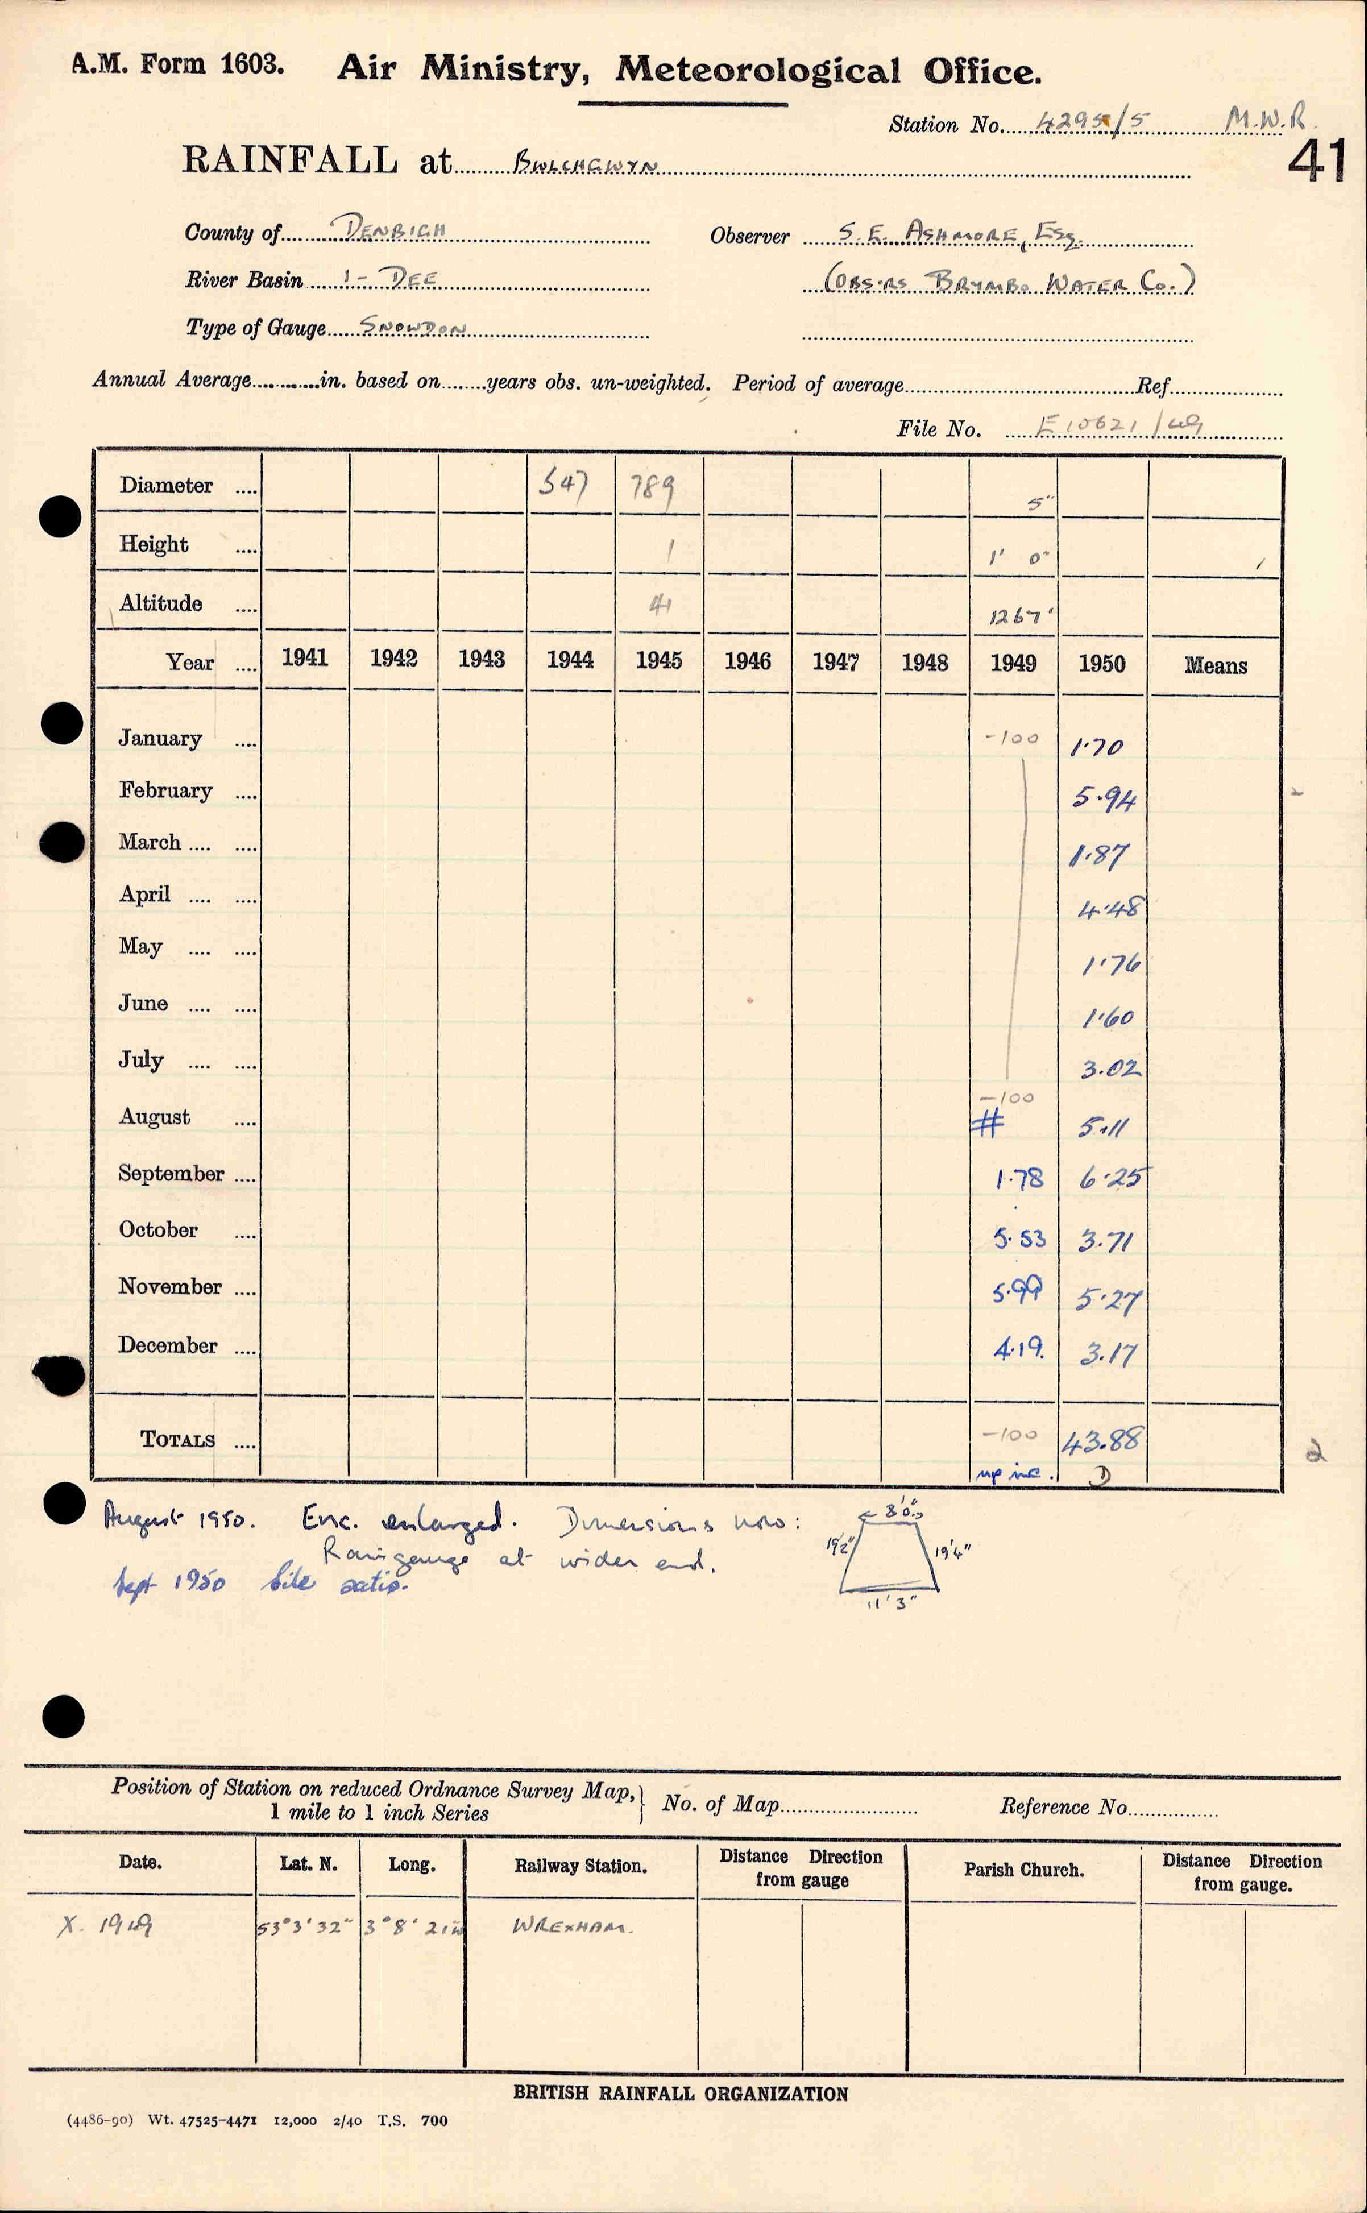 A.M. Form 1603. Air Ministry, Meteorological Office.
Station No. 4295/5 M.W.R.
41
RAINFALL at BWLCHGWYN
County of DENBIGH Observer S. E. ASHMORE, Esq.
River Basin 1 - DEE (OBS·RS BRYMBO WATER CO.)
Type of Gauge SNOWDON
Annual Average in. based on years obs. un-weighted. Period of average Ref.
File No. E10621/49
Diameter .... 547 789 5"
Height .... 1 1' 0"
Altitude .... 41 1267'
Year .... 1941 1942 1943 1944 1945 1946 1947 1948 1949 1950 Means
January .... -100 1.70
February .... 5.94
March .... .... 1.87
April .... .... 4.48
May .... .... 1.76
June .... .... 1.60
July .... .... 3.02
August .... -100 # 5.11
September .... 1.78 6.25
October .... 5.53 3.71
November .... 5.99 5.27
December .... 4.19. 3.17
TOTALS .... -100 43.88 2
inc. D
August 1950. Enc. enlarged. Dimensions now: 8'0" 19'2" 19'4" 11'3"
Raingauge at wider end.
Sept 1950 Site satis.
Position of Station on reduced Ordnance Survey Map, 1 mile to 1 inch Series } No. of Map Reference No.
Date. Lat. N. Long. Railway Station. Distance Direction from gauge Parish Church. Distance Direction from gauge.
X. 1949 53°3'32" 3°8'21W WREXHAM.
BRITISH RAINFALL ORGANIZATION
(4486-90) Wt. 47525-4471 12,000 2/40 T.S. 700